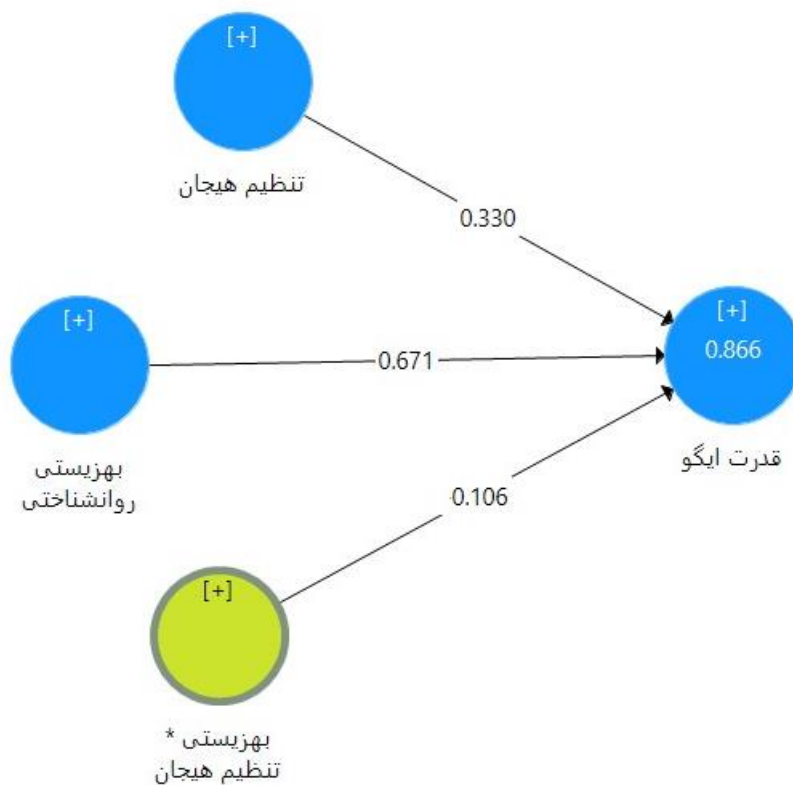 [+]
تنظیم هیجان
0.330
[+]
بهزیستی
روانشناختی
0.671
[+]
0.866
قدرت ایگو
0.106
[+]
بهزیستی *
تنظیم هیجان